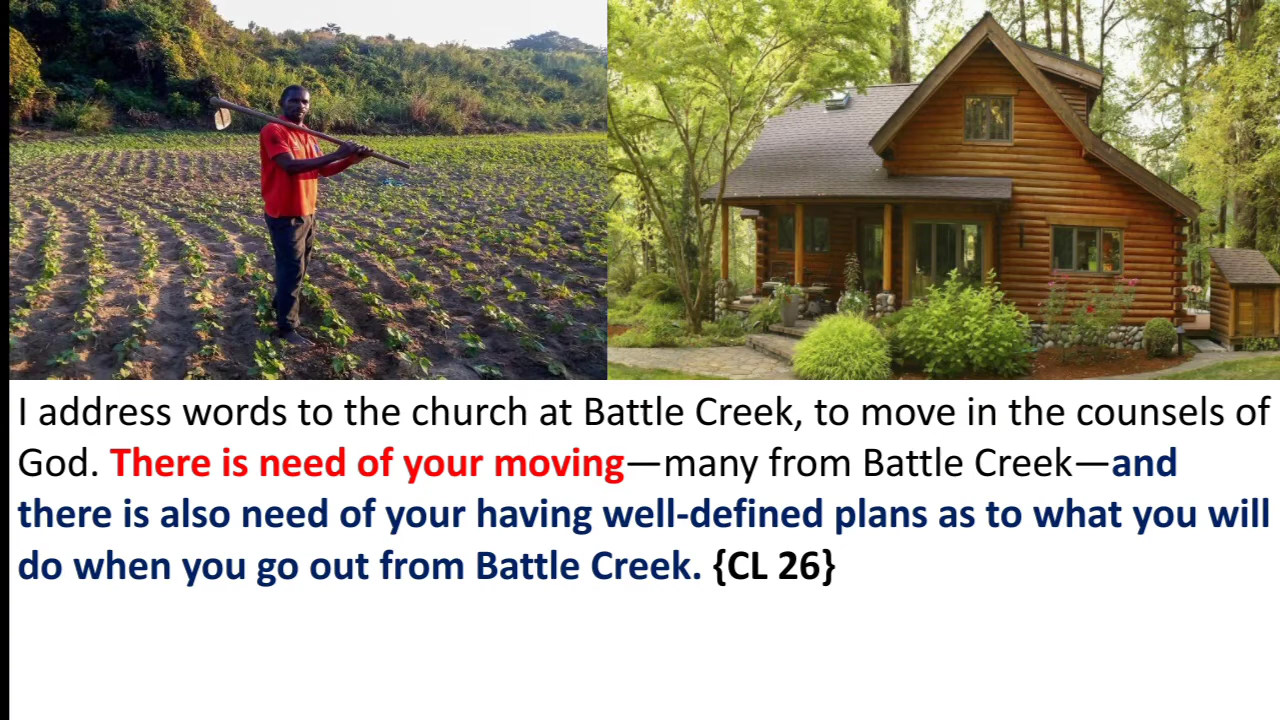 I address words to the church at Battle Creek, to move in the counsels of
God. There is need of your moving—many from Battle Creek—and
there is also need of your having well-defined plans as to what you will
do when you go out from Battle Creek. {CL 26}